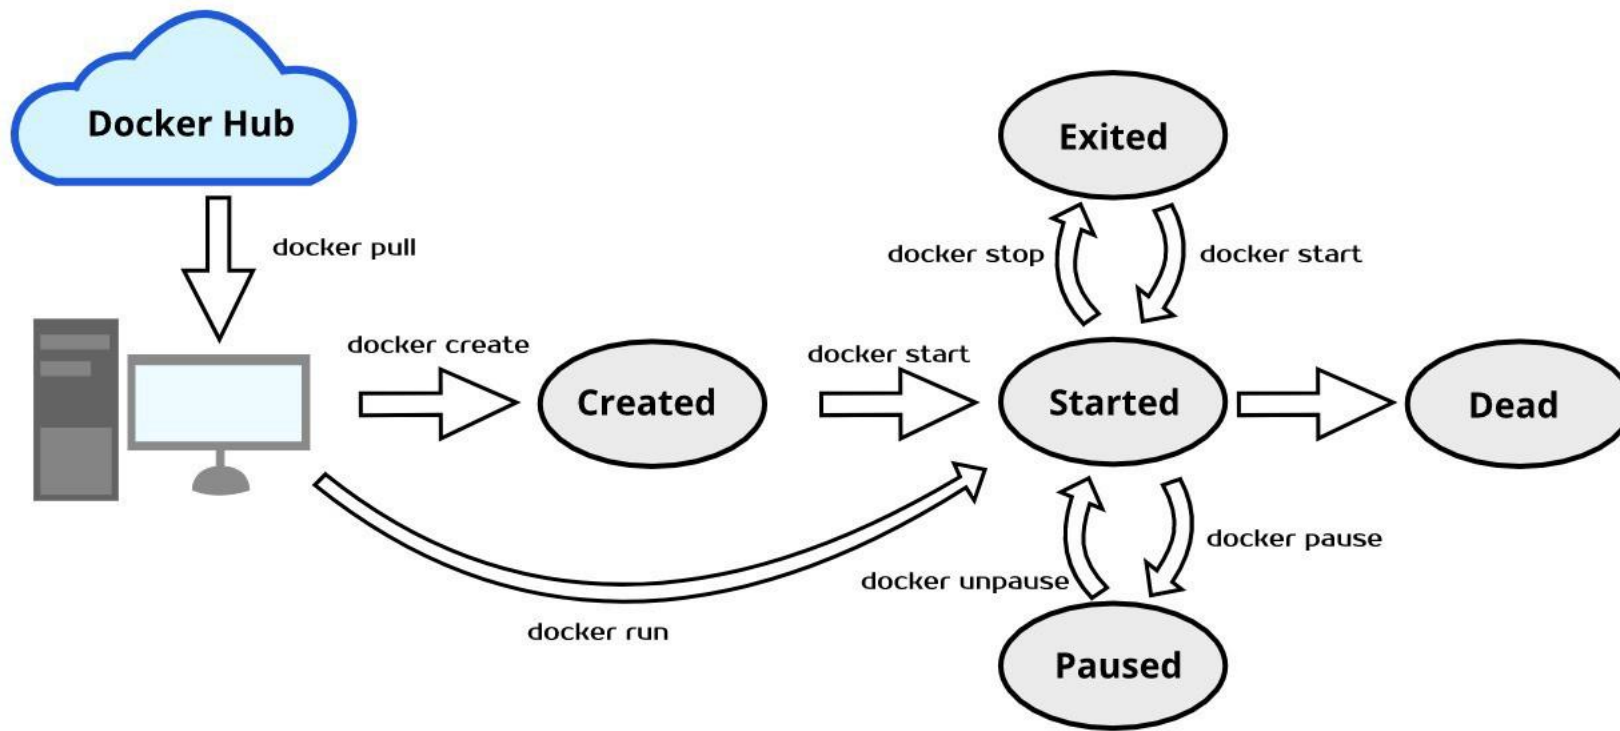 Docker Hub
docker pull
docker create
Created
docker start
docker run
Exited
docker stop
docker start
Started
Dead
docker unpause
docker pause
Paused